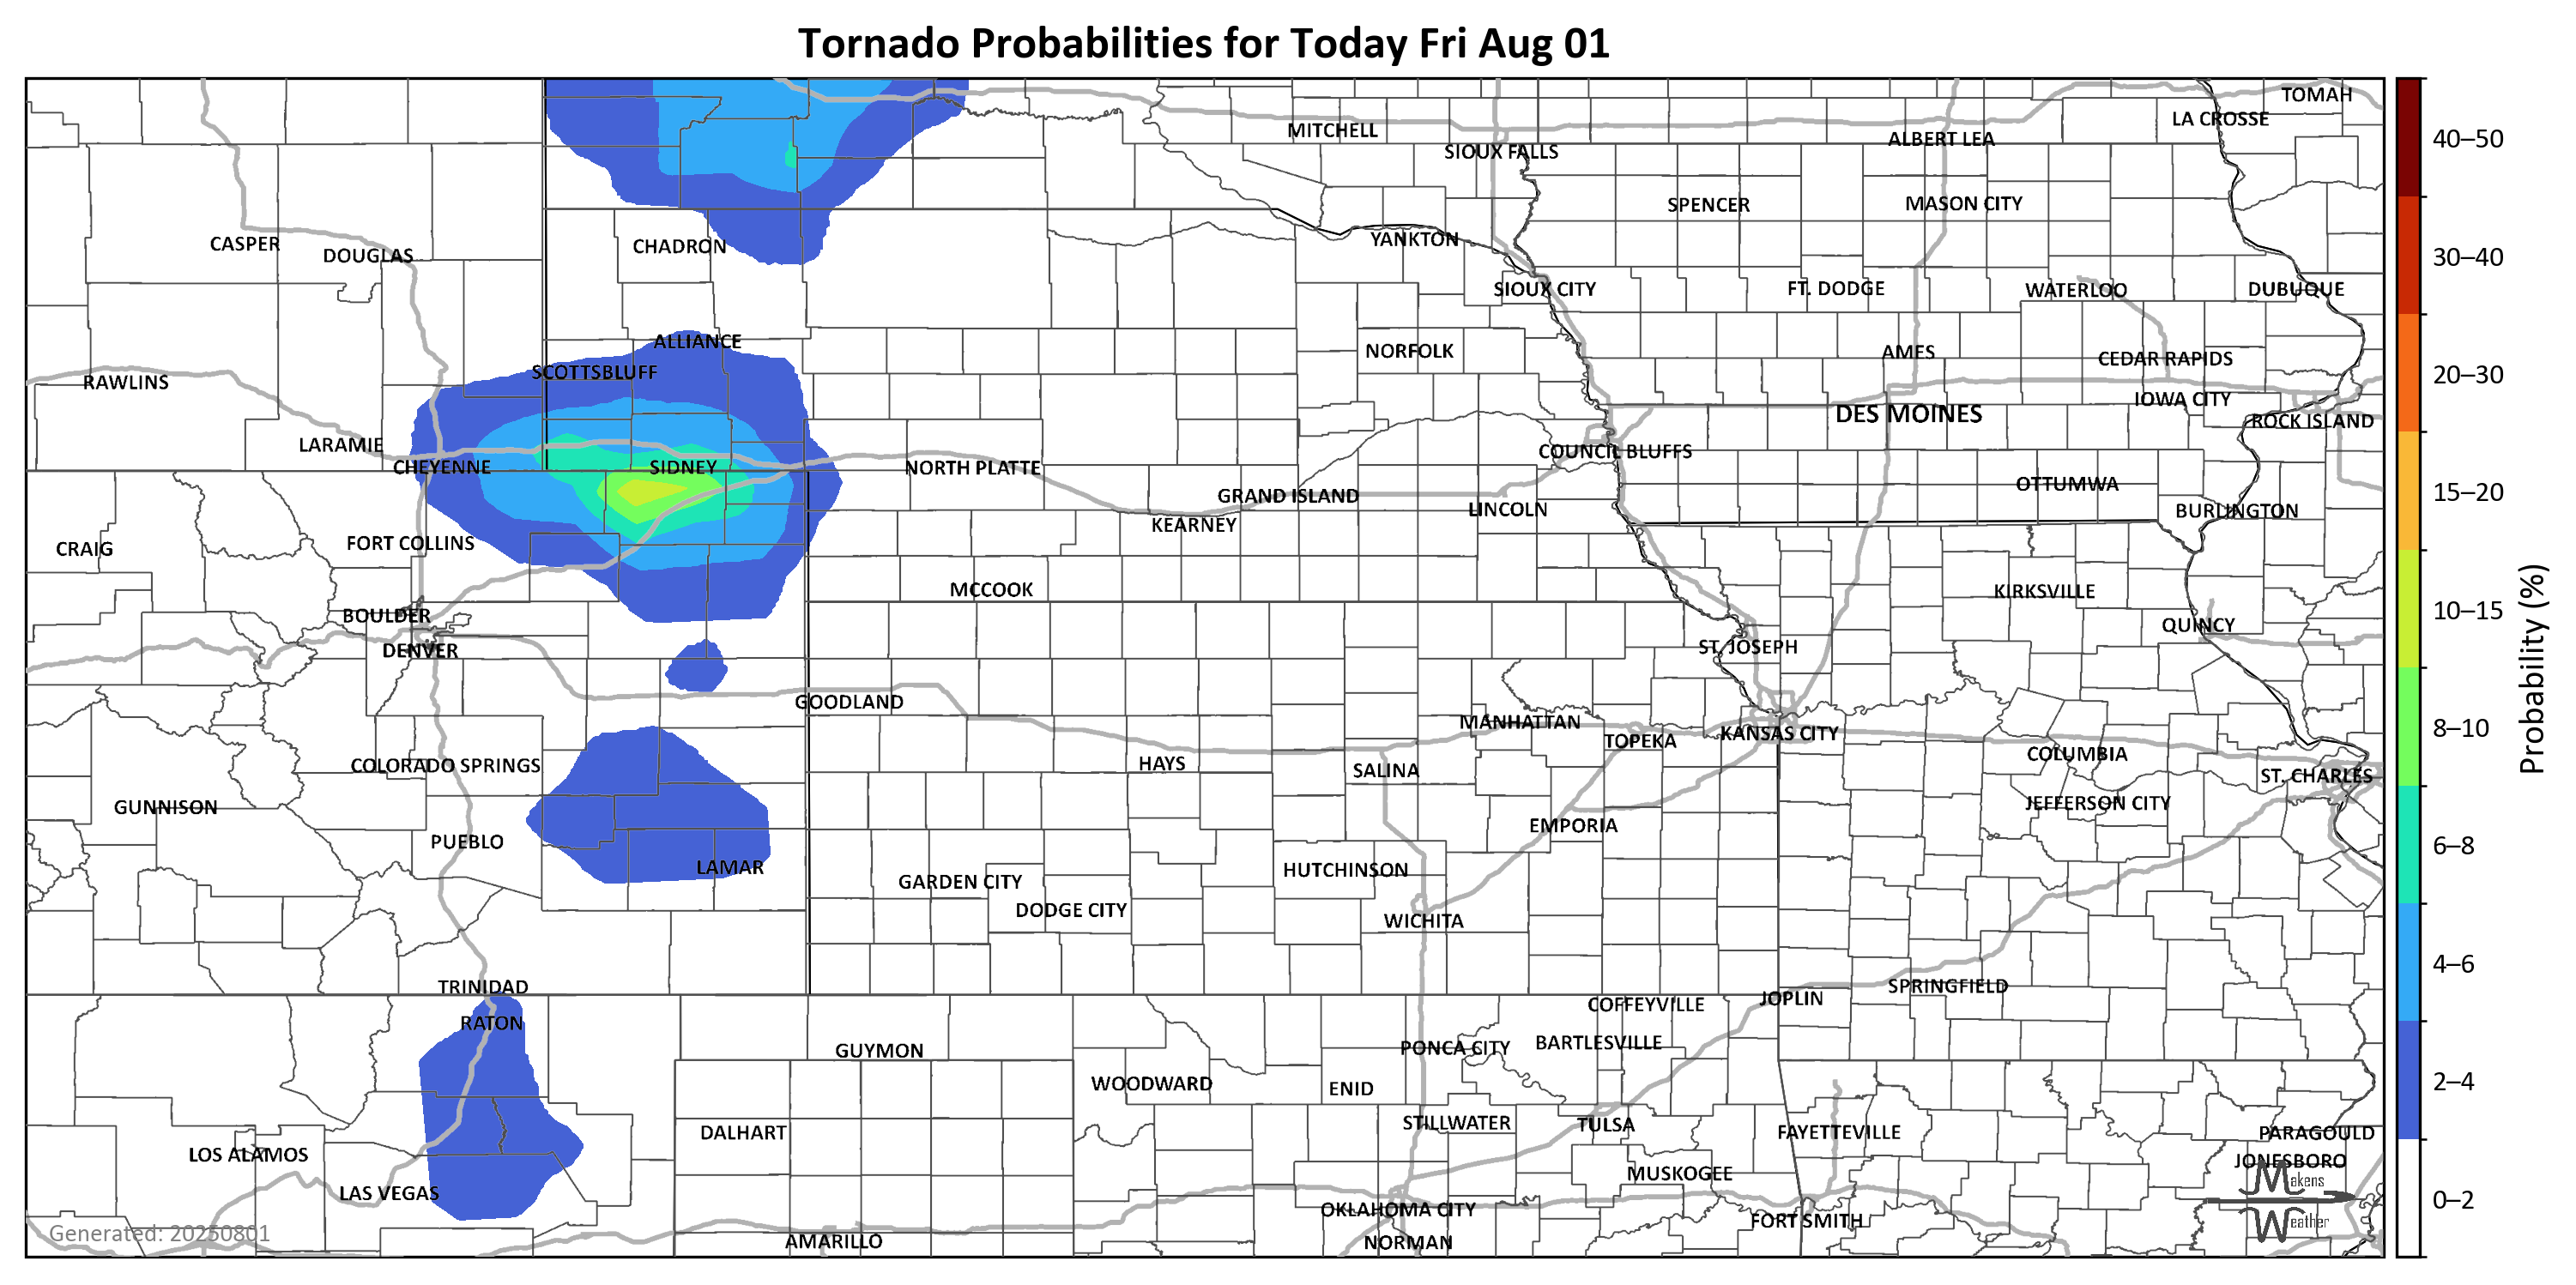 Tornado Probabilities for Today Fri Aug 01
TOMAH
LA CROSSE
MITCHELL
ALBERT LEA
SIOUX FALLS
SPENCER
MASON CITY
YANKTON
CASPER
CHADRON
DOUGLAS
SIOUX CITY
FT. DODGE
WATERLOO
DUBUQUE
ALLIANCE
NORFOLK
AMES
CEDAR RAPIDS
SCOTTSBLUFF
RAWLINS
IOWA CITY
DES MOINES
ROCK ISLAND
LARAMIE
COUNCIL BLUFFS
CHEYENNE
SIDNEY
NORTH PLATTE
OTTUMWA
GRAND ISLAND
LINCOLN
BURLINGTON
KEARNEY
FORT COLLINS
CRAIG
MCCOOK
KIRKSVILLE
BOULDER
QUINCY
DENVER
ST. JOSEPH
GOODLAND
MANHATTAN
KANSAS CITY
TOPEKA
COLUMBIA
COLORADO SPRINGS
HAYS
SALINA
ST. CHARLES
GUNNISON
JEFFERSON CITY
EMPORIA
PUEBLO
LAMAR
HUTCHINSON
GARDEN CITY
DODGE CITY
WICHITA
TRINIDAD
SPRINGFIELD
JOPLIN
COFFEYVILLE
RATON
BARTLESVILLE
PONCA CITY
GUYMON
WOODWARD
ENID
STILLWATER
TULSA
DALHART
FAYETTEVILLE
PARAGOULD
LOS ALAMOS
JONESBORO
MUSKOGEE
LAS VEGAS
OKLAHOMA CITY
FORT SMITH
AMARILLO
NORMAN
Generated: 20250801
Makens
Weather
40–50
30–40
20–30
15–20
10–15
8–10
6–8
4–6
2–4
0–2
Probability (%)